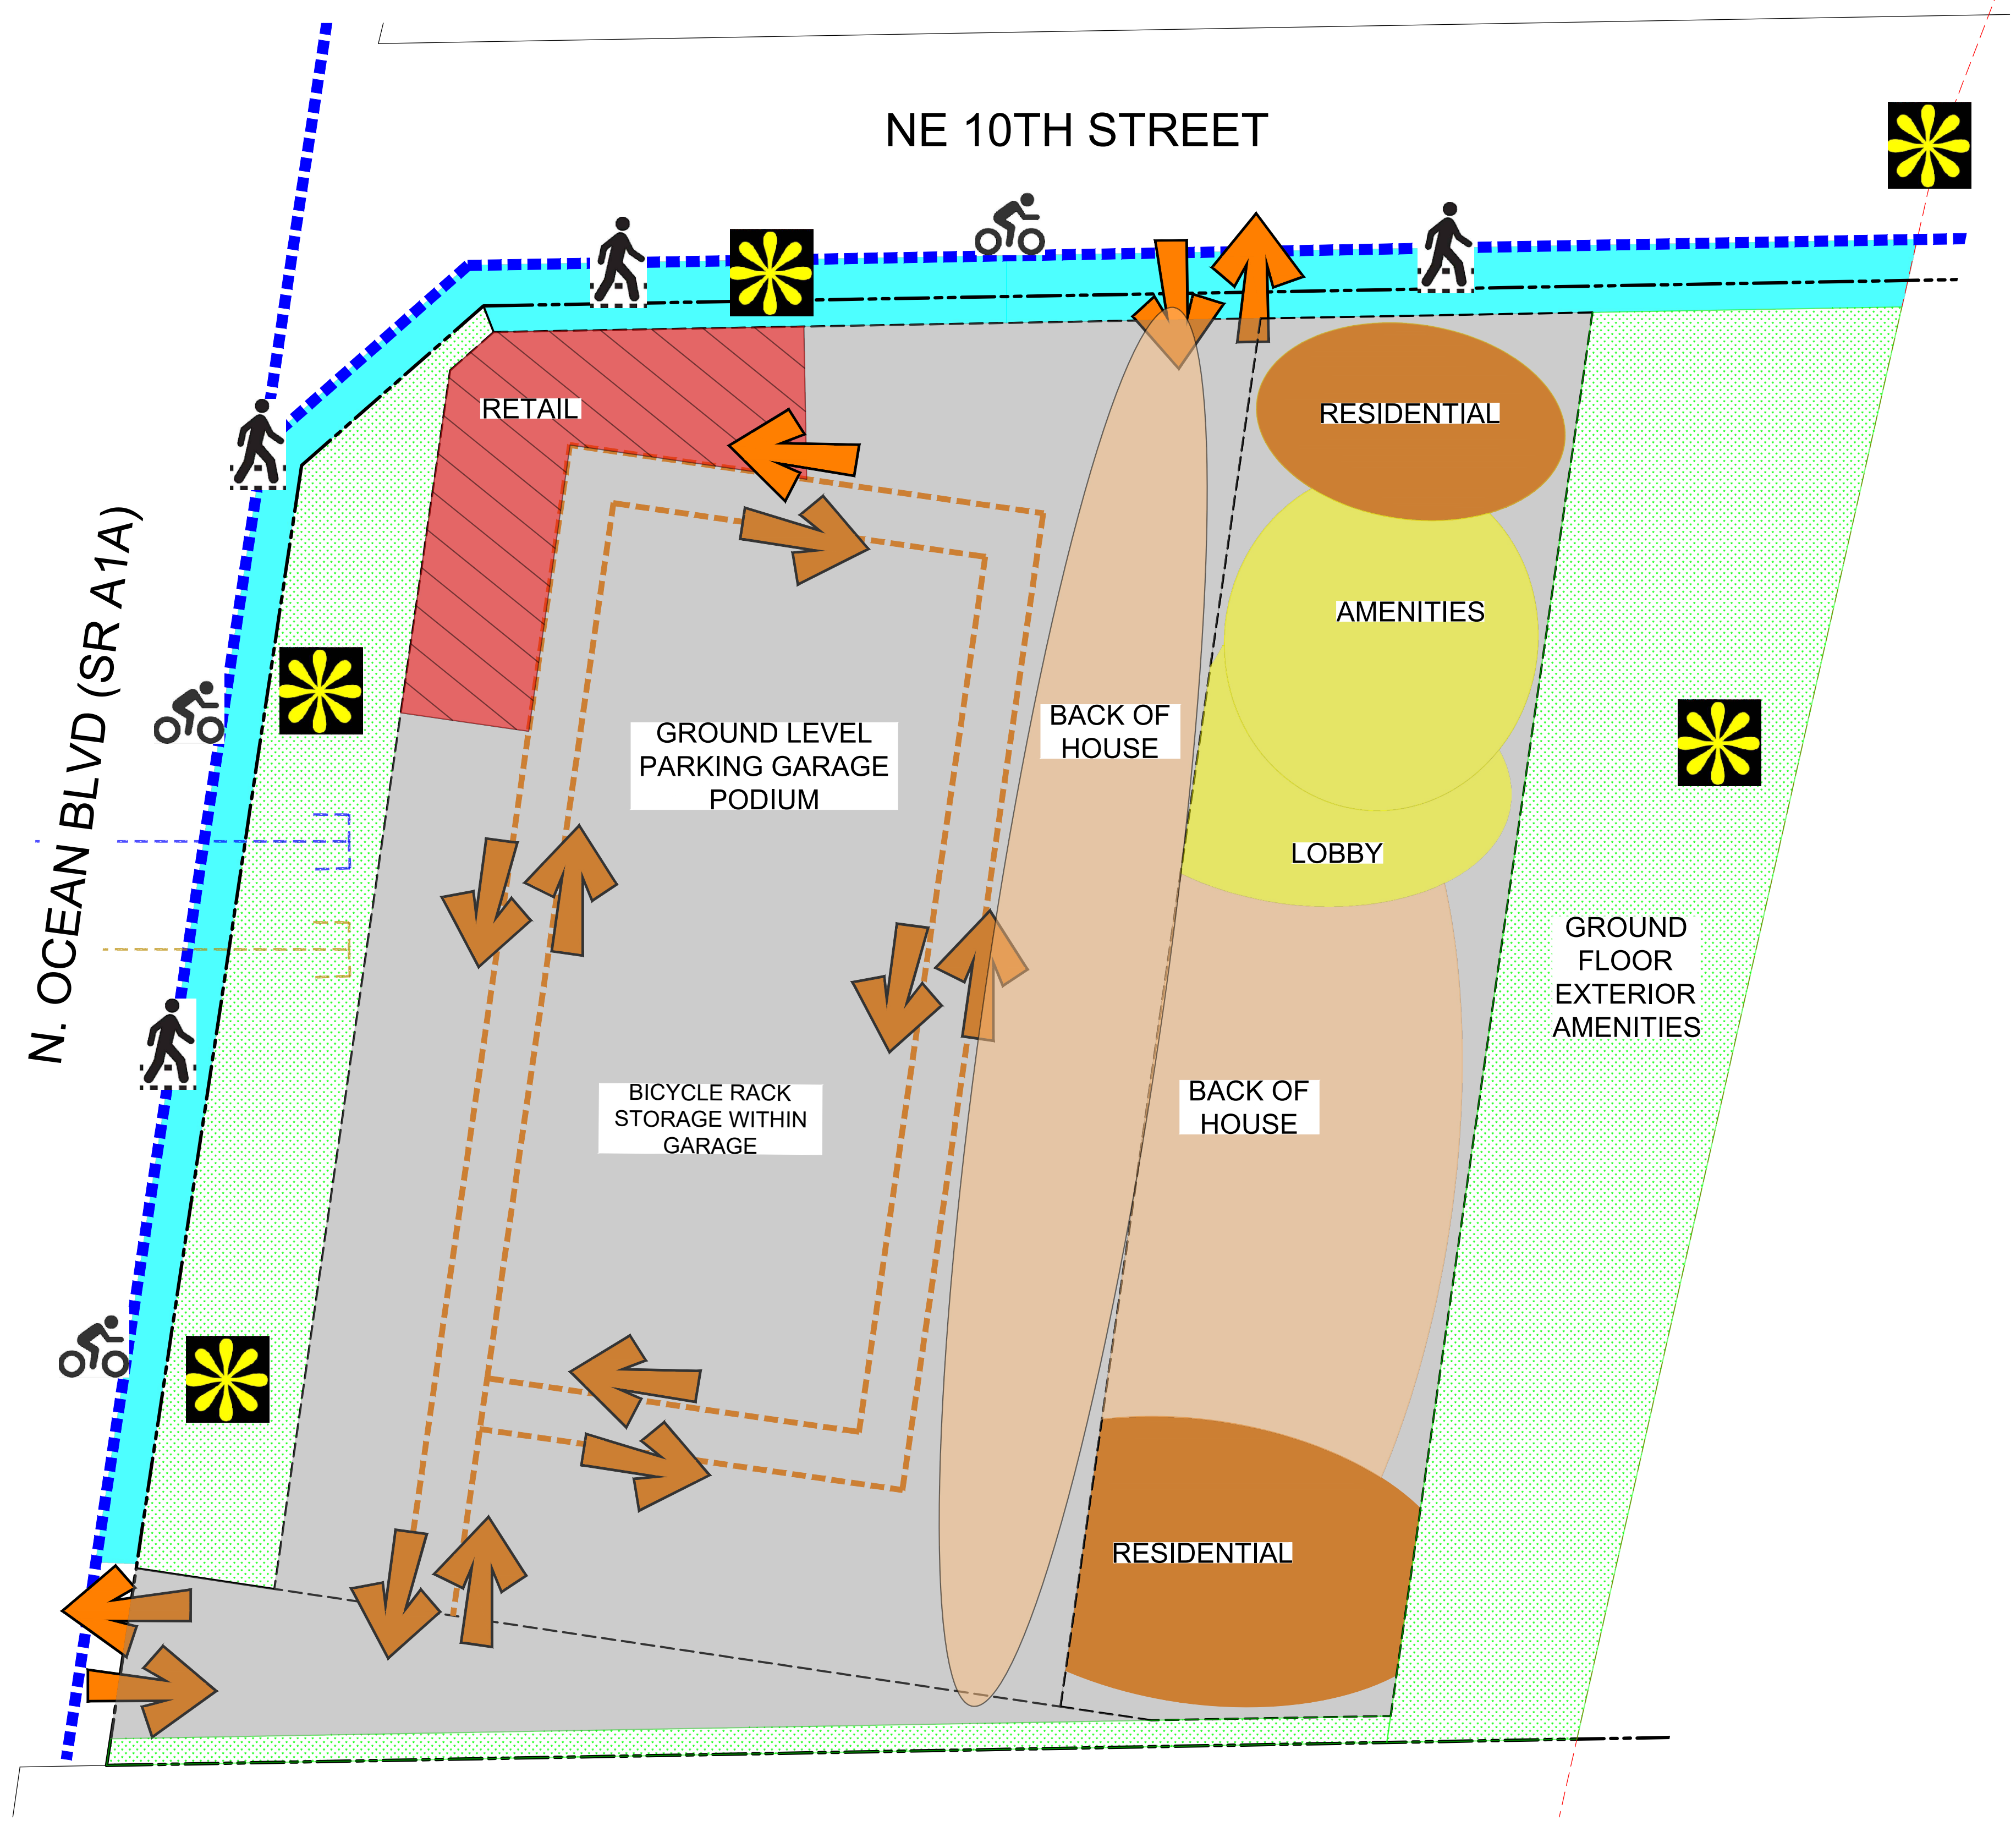 NE 10TH STREET
N. OCEAN BLVD (SR A1A)
RETAIL
RESIDENTIAL
AMENITIES
GROUND LEVEL
PARKING GARAGE
PODIUM
BACK OF
HOUSE
LOBBY
GROUND
FLOOR
EXTERIOR
AMENITIES
BICYCLE RACK
STORAGE WITHIN
GARAGE
BACK OF
HOUSE
RESIDENTIAL